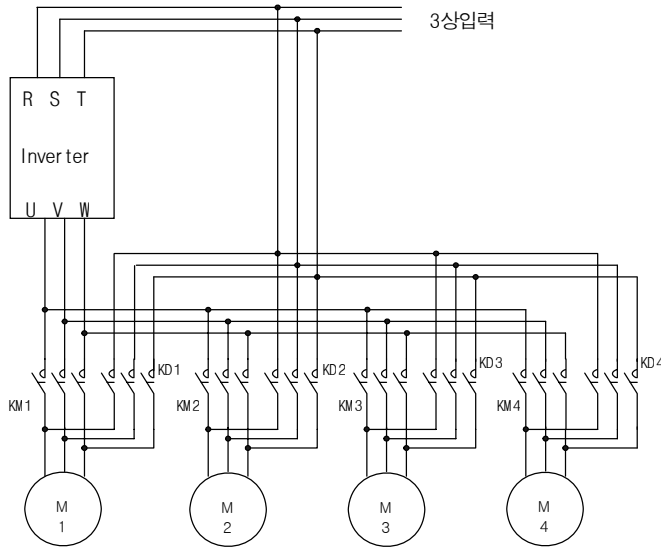 3상입력
R S T
Inverter
U V W
KD1
KD2
KD3
KD4
KM1
KM2
KM3
KM4
M
1
M
2
M
3
M
4